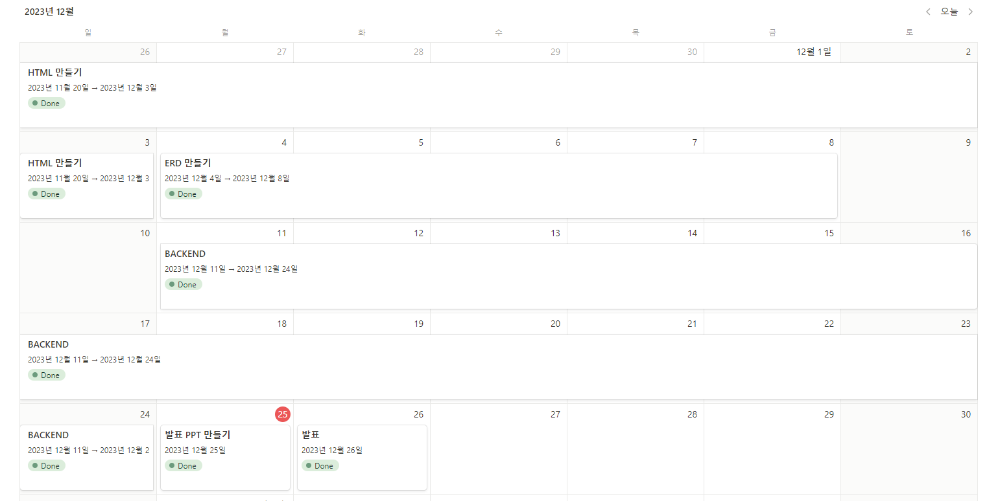 2023년 12월
오늘
일 월 화 수 목 금 토
26 27 28 29 30 12월 1일 2
HTML 만들기
2023년 11월 20일 → 2023년 12월 3일
Done
3 4 5 6 7 8 9
HTML 만들기 ERD 만들기
2023년 11월 20일 → 2023년 12월 3 2023년 12월 4일 → 2023년 12월 8일
Done Done
10 11 12 13 14 15 16
BACKEND
2023년 12월 11일 → 2023년 12월 24일
Done
17 18 19 20 21 22 23
BACKEND
2023년 12월 11일 → 2023년 12월 24일
Done
24 25 26 27 28 29 30
BACKEND 발표 PPT 만들기 발표
2023년 12월 11일 → 2023년 12월 2 2023년 12월 25일 2023년 12월 26일
Done Done Done